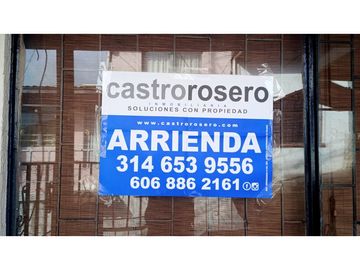 castrorosero
INMOBILIARIA
SOLUCIONES CON PROPIEDAD
www.castrorosero.com
ARRIENDA
314 653 9556
606 886 2161